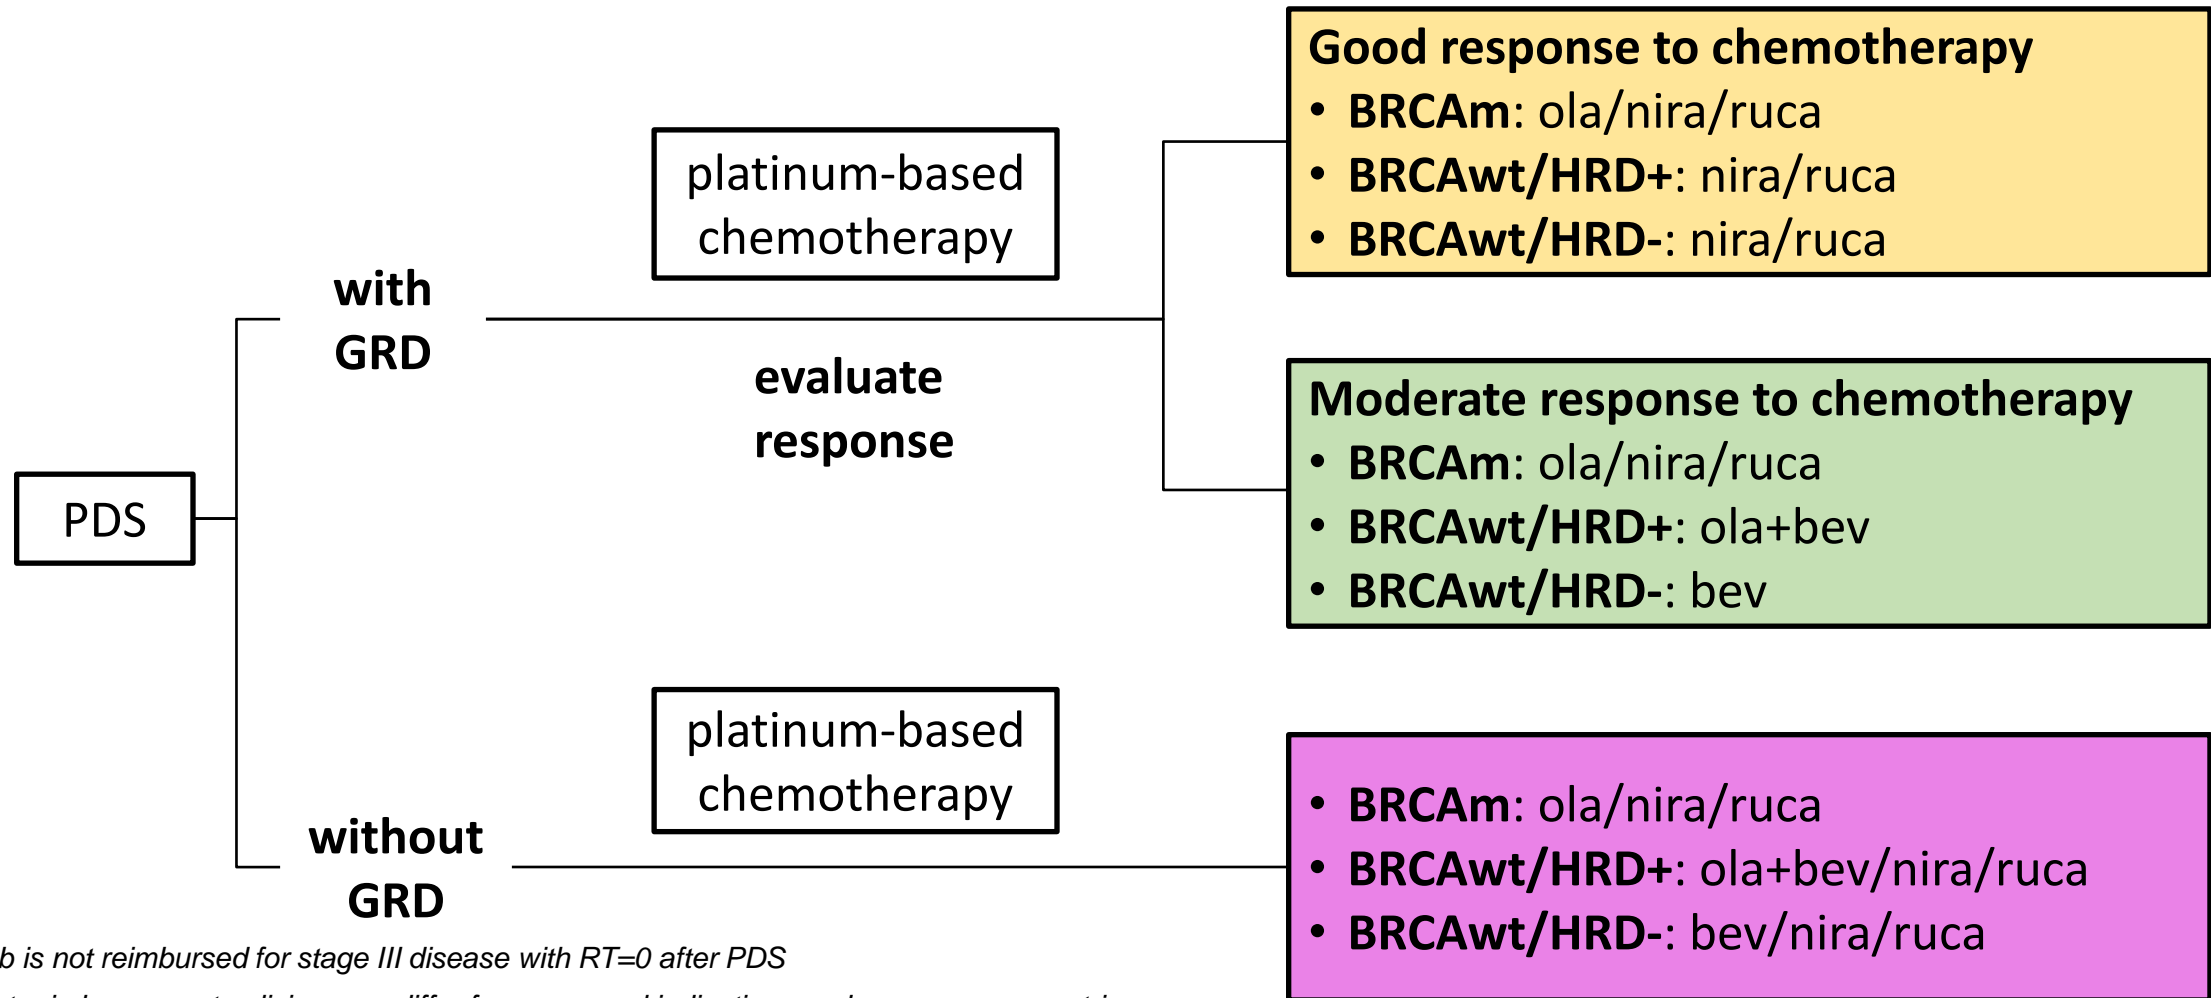 PDS
with
GRD
platinum-based
chemotherapy
evaluate
response
Good response to chemotherapy
• BRCAm: ola/nira/ruca
• BRCAwt/HRD+: nira/ruca
• BRCAwt/HRD-: nira/ruca
Moderate response to chemotherapy
• BRCAm: ola/nira/ruca
• BRCAwt/HRD+: ola+bev
• BRCAwt/HRD-: bev
without
GRD
platinum-based
chemotherapy
• BRCAm: ola/nira/ruca
• BRCAwt/HRD+: ola+bev/nira/ruca
• BRCAwt/HRD-: bev/nira/ruca
b is not reimbursed for stage III disease with RT=0 after PDS